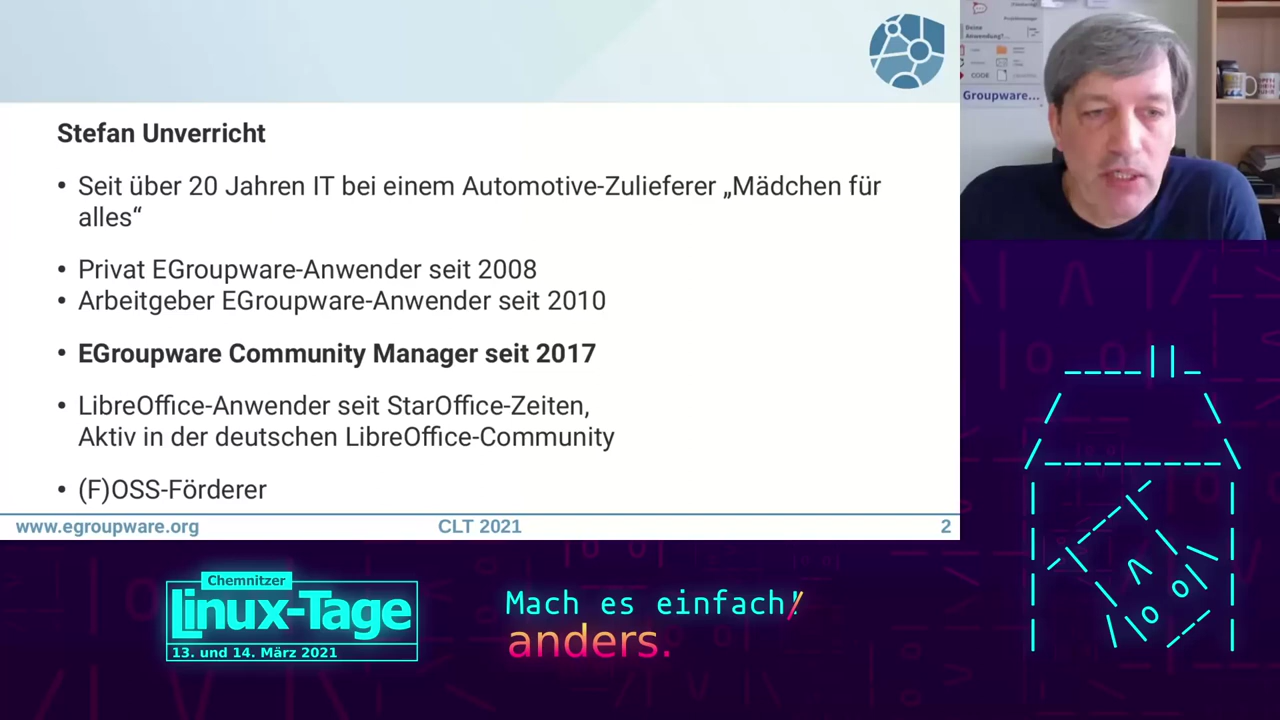 Stefan Unverricht
• Seit über 20 Jahren IT bei einem Automotive-Zulieferer „Mädchen für
alles“
• Privat EGroupware-Anwender seit 2008
• Arbeitgeber EGroupware-Anwender seit 2010
• EGroupware Community Manager seit 2017
• LibreOffice-Anwender seit StarOffice-Zeiten,
Aktiv in der deutschen LibreOffice-Community
• (F)OSS-Förderer
www.egroupware.org
CLT 2021
2
Deine
Anwendung?...
CODE
Groupware...
Chemnitzer
Linux-Tage
13. und 14. März 2021
Mach es einfach!
anders.